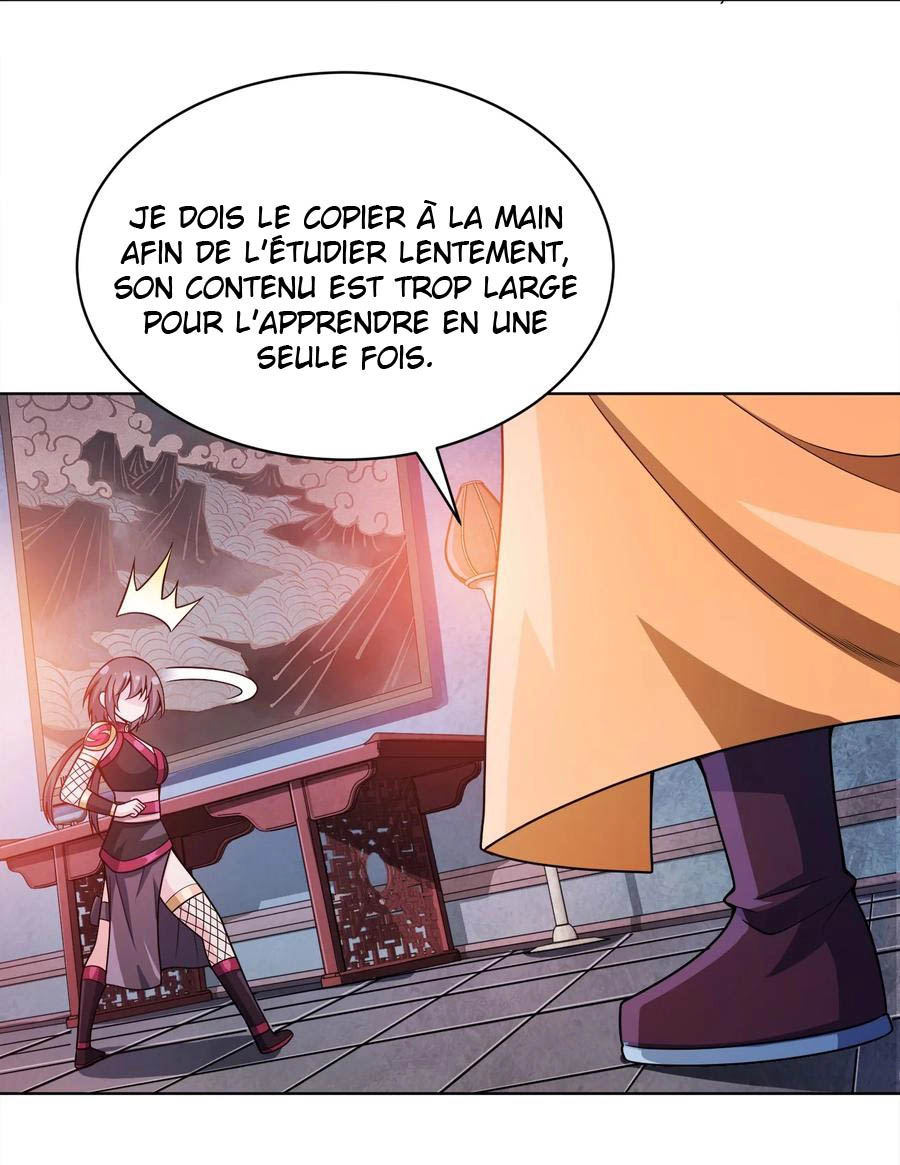 JE DOIS LE COPIER À LA MAIN
AFIN DE L'ÉTUDIER LENTEMENT,
SON CONTENU EST TROP LARGE
POUR L'APPRENDRE EN UNE
SEULE FOIS.